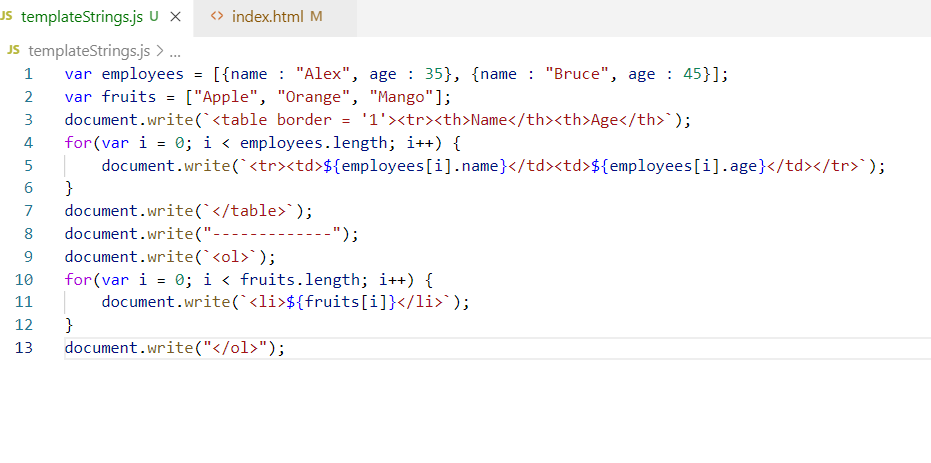 JS templateStrings.js U × <> index.html M
JS templateStrings.js > ...
1 var employees = [{name : "Alex", age : 35}, {name : "Bruce", age : 45}];
2 var fruits = ["Apple", "Orange", "Mango"];
3 document.write(`<table border = '1'><tr><th>Name</th><th>Age</th>`);
4 for(var i = 0; i < employees.length; i++) {
5     document.write(`<tr><td>${employees[i].name}</td><td>${employees[i].age}</td></tr>`);
6 }
7 document.write(`</table>`);
8 document.write("-------------");
9 document.write(`<ol>`);
10 for(var i = 0; i < fruits.length; i++) {
11     document.write(`<li>${fruits[i]}</li>`);
12 }
13 document.write("</ol>");